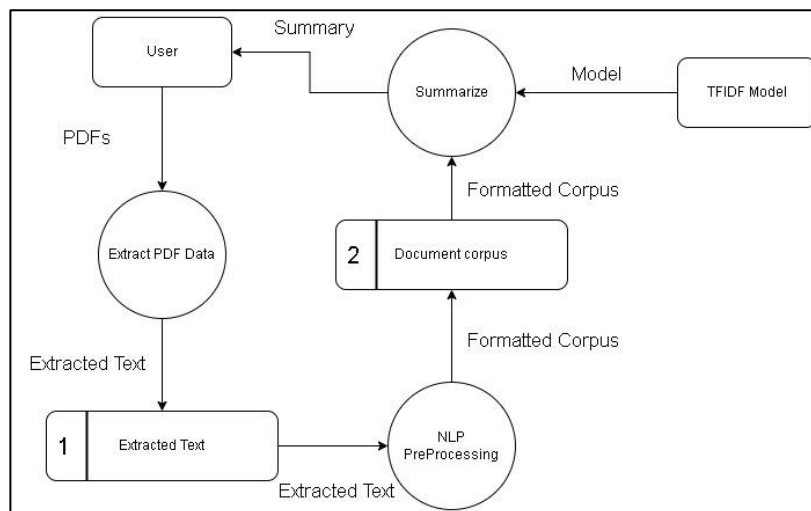 Summary
User
Model
Summarize
TFIDF Model
PDFs
Formatted Corpus
Extract PDF Data
2
Document corpus
Formatted Corpus
Extracted Text
1
Extracted Text
NLP
PreProcessing
Extracted Text